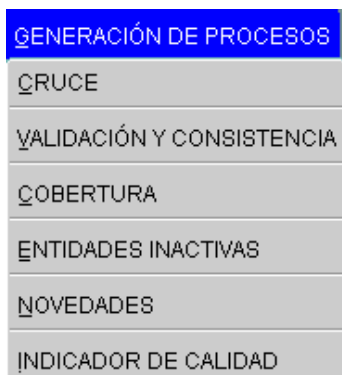 GENERACIÓN DE PROCESOS
CRUCE
VALIDACIÓN Y CONSISTENCIA
COBERTURA
ENTIDADES INACTIVAS
NOVEDADES
INDICADOR DE CALIDAD